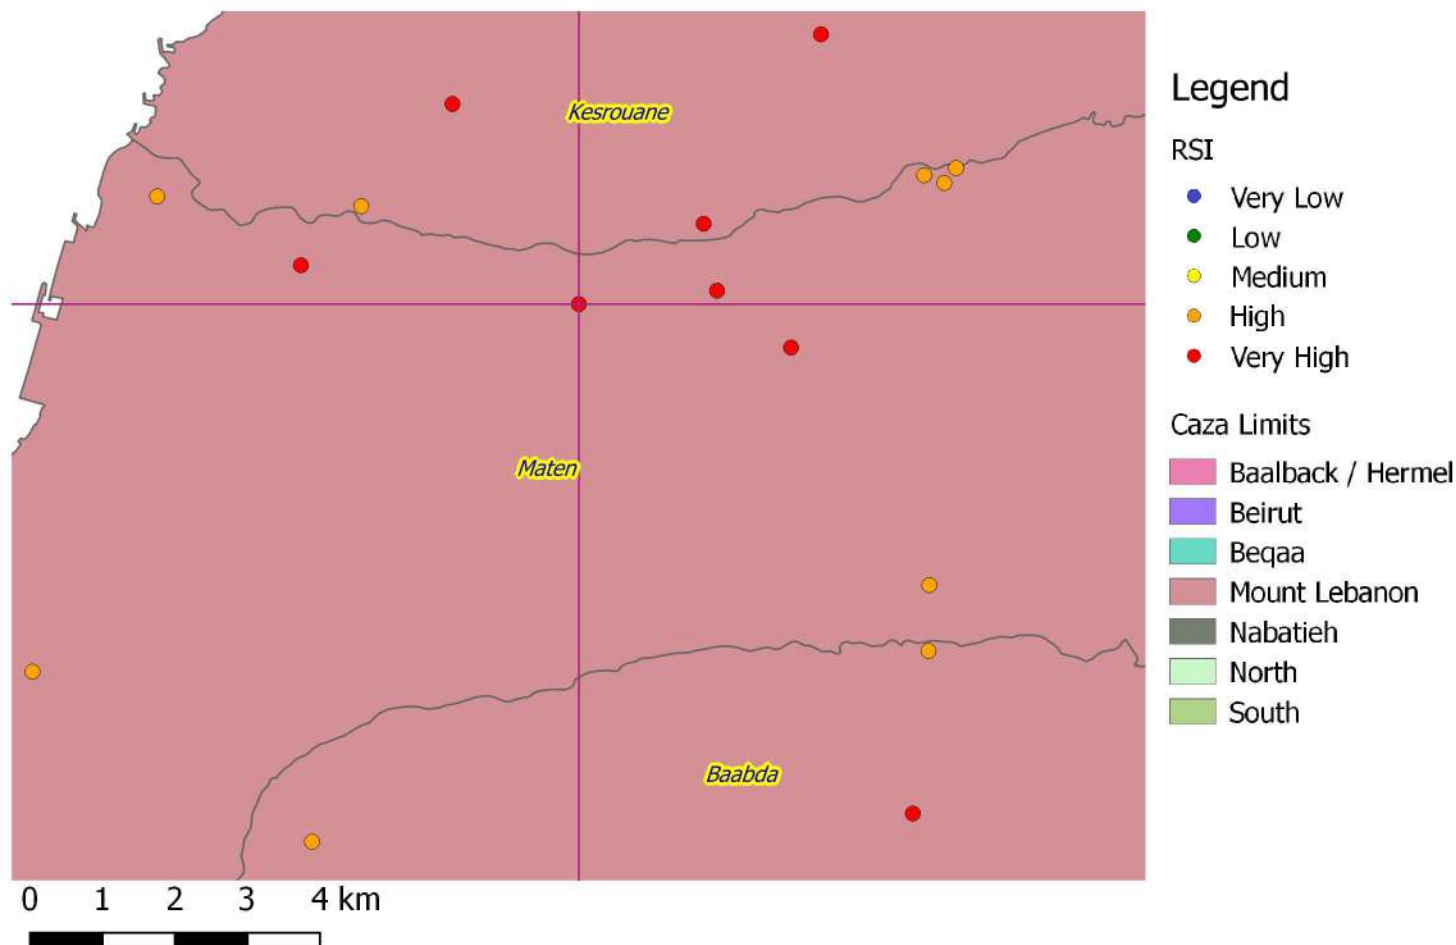 Kesrouane
Maten
Baabda
0 1 2 3 4 km
Legend
RSI
Very Low
Low
Medium
High
Very High
Caza Limits
Baalback / Hermel
Beirut
Beqaa
Mount Lebanon
Nabatieh
North
South